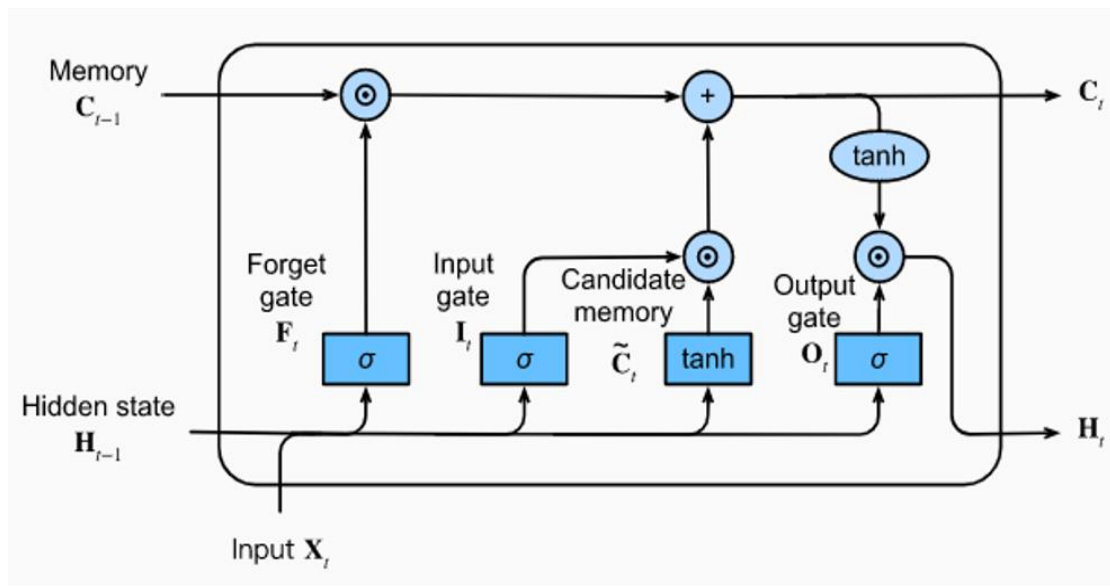 Memory
C_{t-1}
+
C_t
tanh
Forget
gate
F_t
Input
gate
I_t
Candidate
memory
C̃_t
Output
gate
O_t
σ
σ
tanh
σ
Hidden state
H_{t-1}
H_t
Input X_t